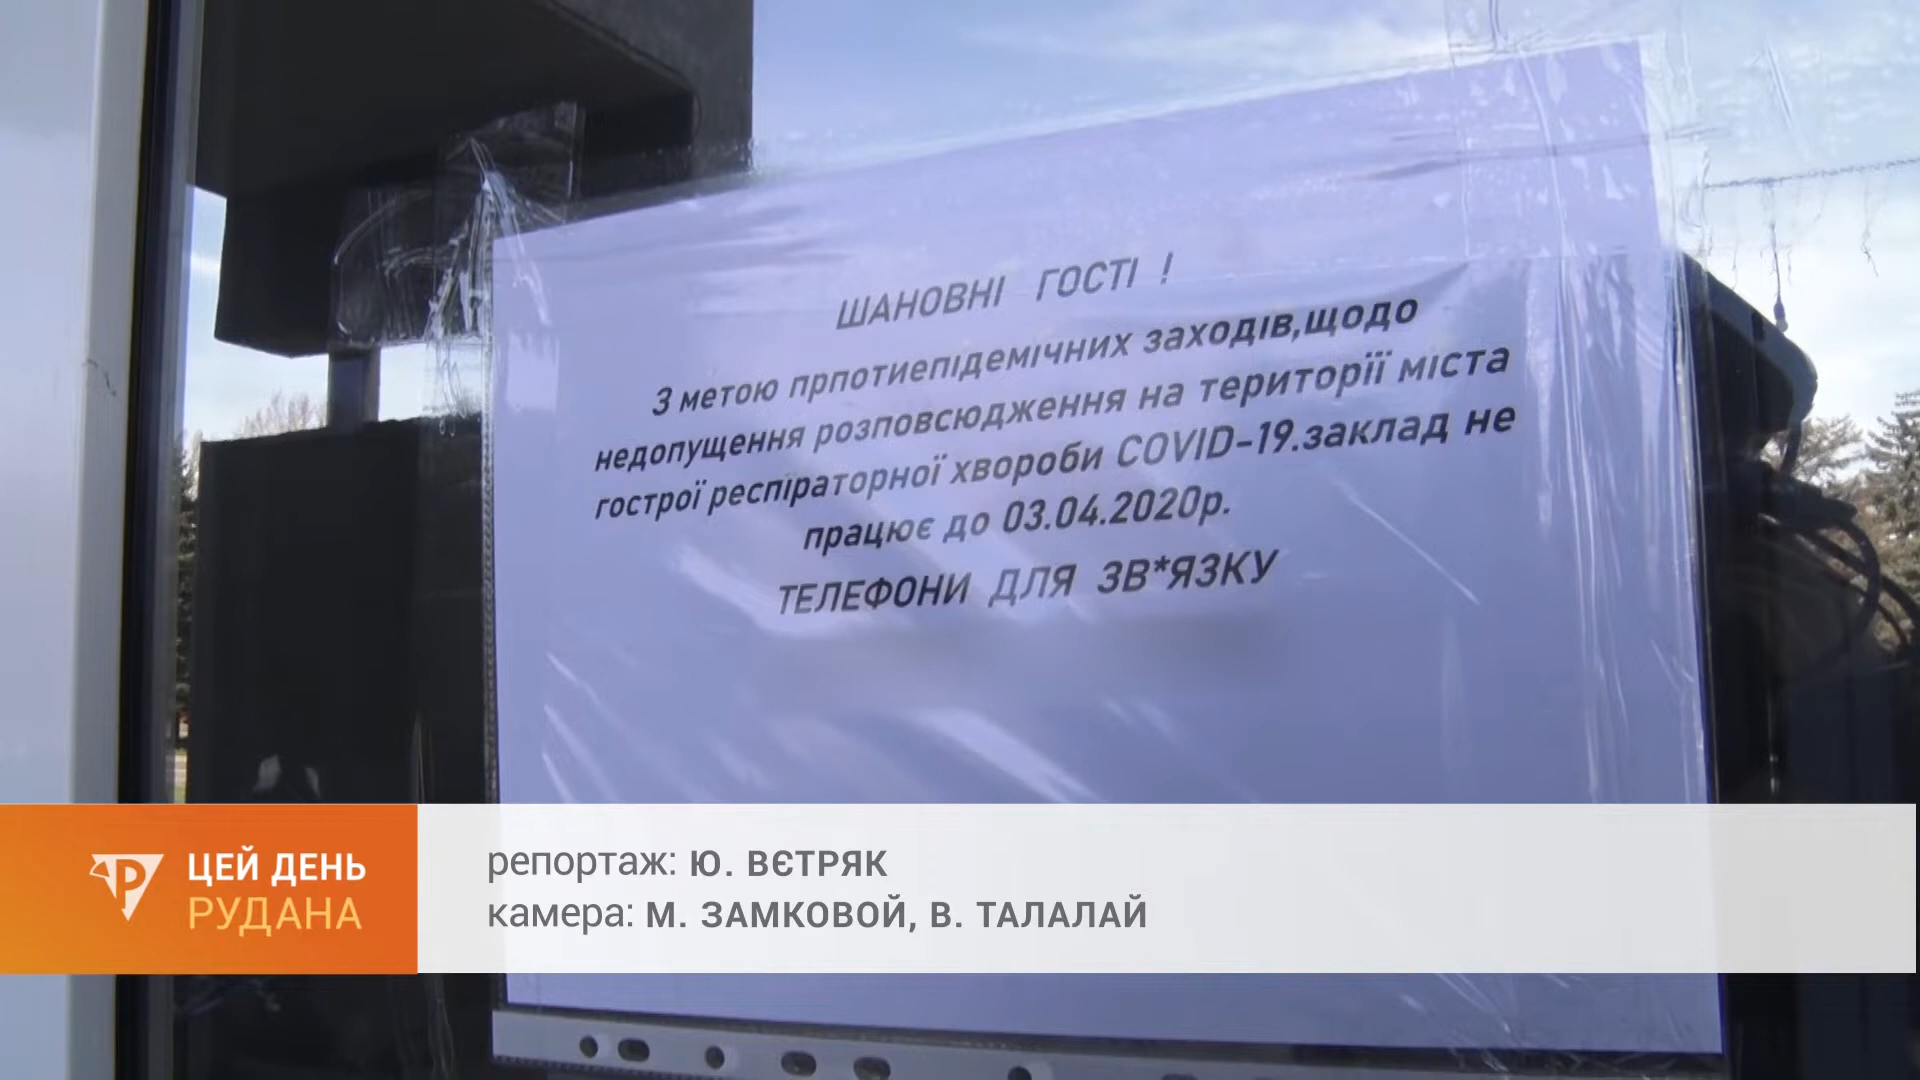 ШАНОВНІ ГОСТІ !
З метою прпотиепідемічних заходів,щодо
недопущення розповсюдження на території міста
гострої респіраторної хвороби COVID-19.заклад не
працює до 03.04.2020р.
ТЕЛЕФОНИ ДЛЯ ЗВ*ЯЗКУ
ЦЕЙ ДЕНЬ
РУДАНА
репортаж: Ю. ВЄТРЯК
камера: М. ЗАМКОВОЙ, В. ТАЛАЛАЙ